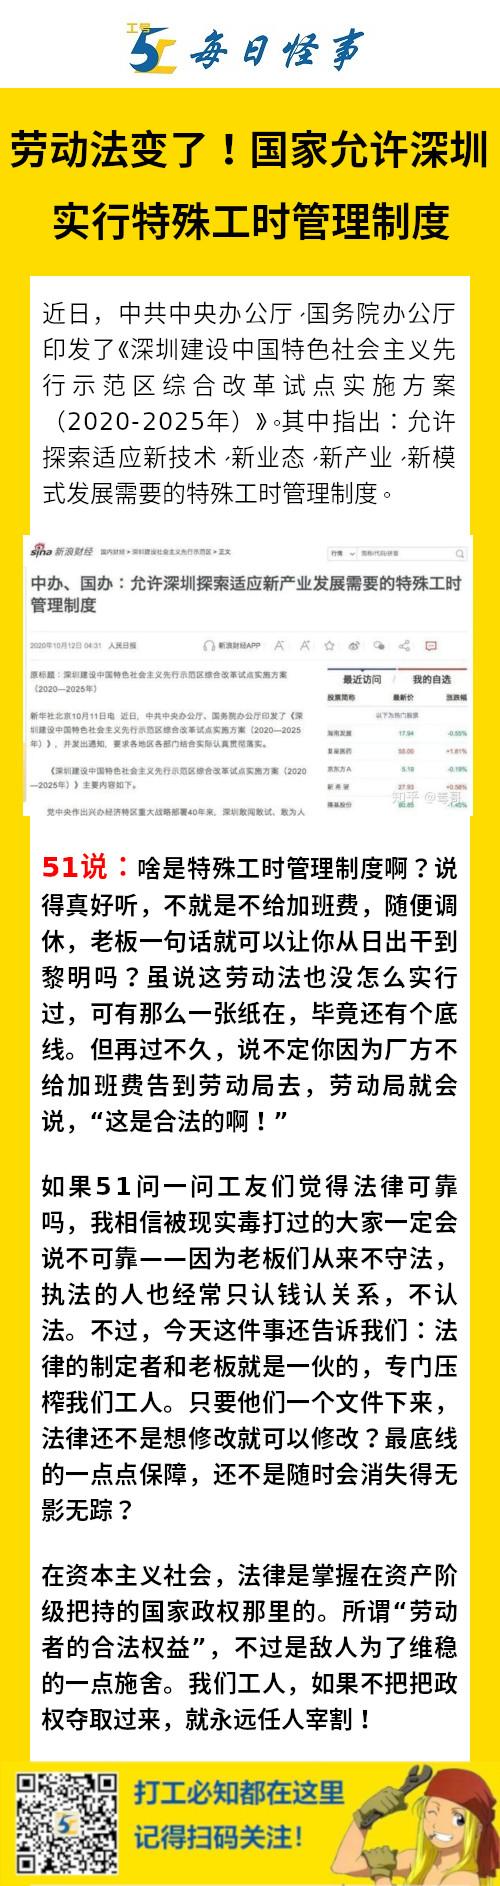 工号
51
每日怪事
劳动法变了！国家允许深圳
实行特殊工时管理制度
近日，中共中央办公厅、国务院办公厅
印发了《深圳建设中国特色社会主义先
行示范区综合改革试点实施方案
（2020-2025年）》。其中指出：允许
探索适应新技术、新业态、新产业、新模
式发展需要的特殊工时管理制度。
sina 新浪财经 国内财经 > 深圳建设社会主义先行示范区 > 正文
行情 简称/代码/拼音
中办、国办：允许深圳探索适应新产业发展需要的特殊工时
管理制度
2020年10月12日 04:31 人民日报
新浪财经APP
原标题：深圳建设中国特色社会主义先行示范区综合改革试点实施方案
（2020—2025年）
最近访问 我的自选
股票简称 最新价 涨跌幅
新华社北京10月11日电 近日，中共中央办公厅、国务院办公厅印发了《深
圳建设中国特色社会主义先行示范区综合改革试点实施方案（2020—2025
年）》，并发出通知，要求各地区各部门结合实际认真贯彻落实。
以下为热门股票
海南发展 17.94 -0.55%
复星医药 53.00 +1.81%
京东方A 5.19 -0.19%
新希望 27.93 +0.58%
隆基股份 80.85 -1.45%
《深圳建设中国特色社会主义先行示范区综合改革试点实施方案（2020
—2025年）》主要内容如下。
党中央作出兴办经济特区重大战略部署40年来，深圳敢闯敢试、敢为人
51说：啥是特殊工时管理制度啊？说
得真好听，不就是不给加班费，随便调
休，老板一句话就可以让你从日出干到
黎明吗？虽说这劳动法也没怎么实行
过，可有那么一张纸在，毕竟还有个底
线。但再过不久，说不定你因为厂方不
给加班费告到劳动局去，劳动局就会
说，“这是合法的啊！”
如果51问一问工友们觉得法律可靠
吗，我相信被现实毒打过的大家一定会
说不可靠——因为老板们从来不守法，
执法的人也经常只认钱认关系，不认
法。不过，今天这件事还告诉我们：法
律的制定者和老板就是一伙的，专门压
榨我们工人。只要他们一个文件下来，
法律还不是想修改就可以修改？最底线
的一点点保障，还不是随时会消失得无
影无踪？
在资本主义社会，法律是掌握在资产阶
级把持的国家政权那里的。所谓“劳动
者的合法权益”，不过是敌人为了维稳
的一点施舍。我们工人，如果不把把政
权夺取过来，就永远任人宰割！
打工必知都在这里
记得扫码关注！